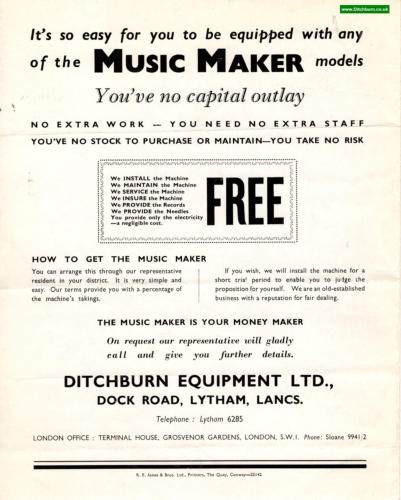 www.Ditchburn.co.uk
It's so easy for you to be equipped with any
of the MUSIC MAKER models
You've no capital outlay
NO EXTRA WORK — YOU NEED NO EXTRA STAFF
YOU'VE NO STOCK TO PURCHASE OR MAINTAIN—YOU TAKE NO RISK
We INSTALL the Machine
We MAINTAIN the Machine
We SERVICE the Machine
We INSURE the Machine
We PROVIDE the Records
We PROVIDE the Needles
You provide only the electricity
—a negligible cost.
FREE
HOW TO GET THE MUSIC MAKER
You can arrange this through our representative
resident in your district. It is very simple and
easy. Our terms provide you with a percentage of
the machine's takings.
If you wish, we will install the machine for a
short trial period to enable you to judge the
proposition for yourself. We are an old-established
business with a reputation for fair dealing.
THE MUSIC MAKER IS YOUR MONEY MAKER
On request our representative will gladly
call and give you further details.
DITCHBURN EQUIPMENT LTD.,
DOCK ROAD, LYTHAM, LANCS.
Telephone : Lytham 6285
LONDON OFFICE : TERMINAL HOUSE, GROSVENOR GARDENS, LONDON, S.W.1. Phone: Sloane 9941/2
R. E. Jones & Bros. Ltd., Printers, The Quay, Conway—25142